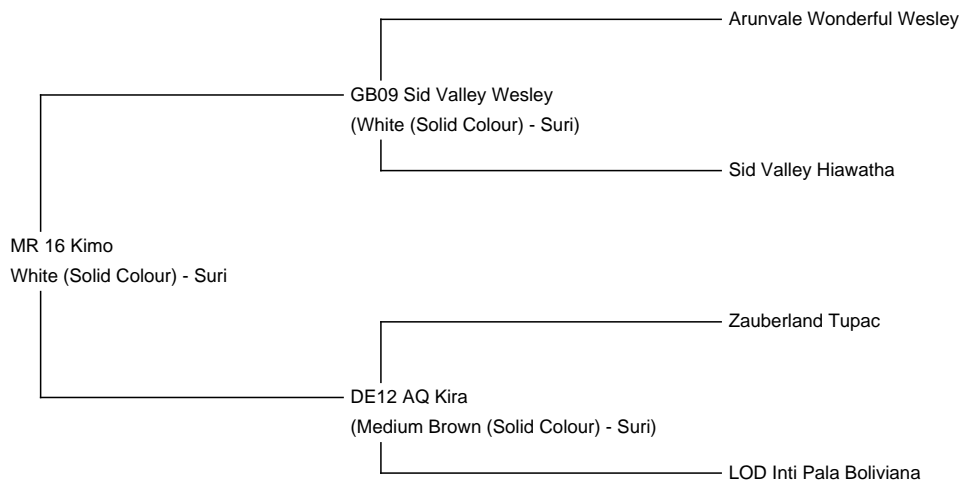 Arunvale Wonderful Wesley
GB09 Sid Valley Wesley
(White (Solid Colour) - Suri)
Sid Valley Hiawatha
MR 16 Kimo
White (Solid Colour) - Suri
Zauberland Tupac
DE12 AQ Kira
(Medium Brown (Solid Colour) - Suri)
LOD Inti Pala Boliviana